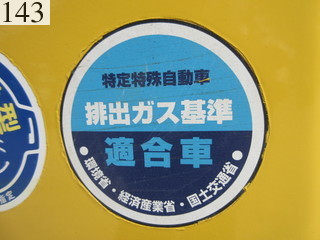 143
特定特殊自動車
排出ガス基準
適合車
●環境省・経済産業省・国土交通省●
型